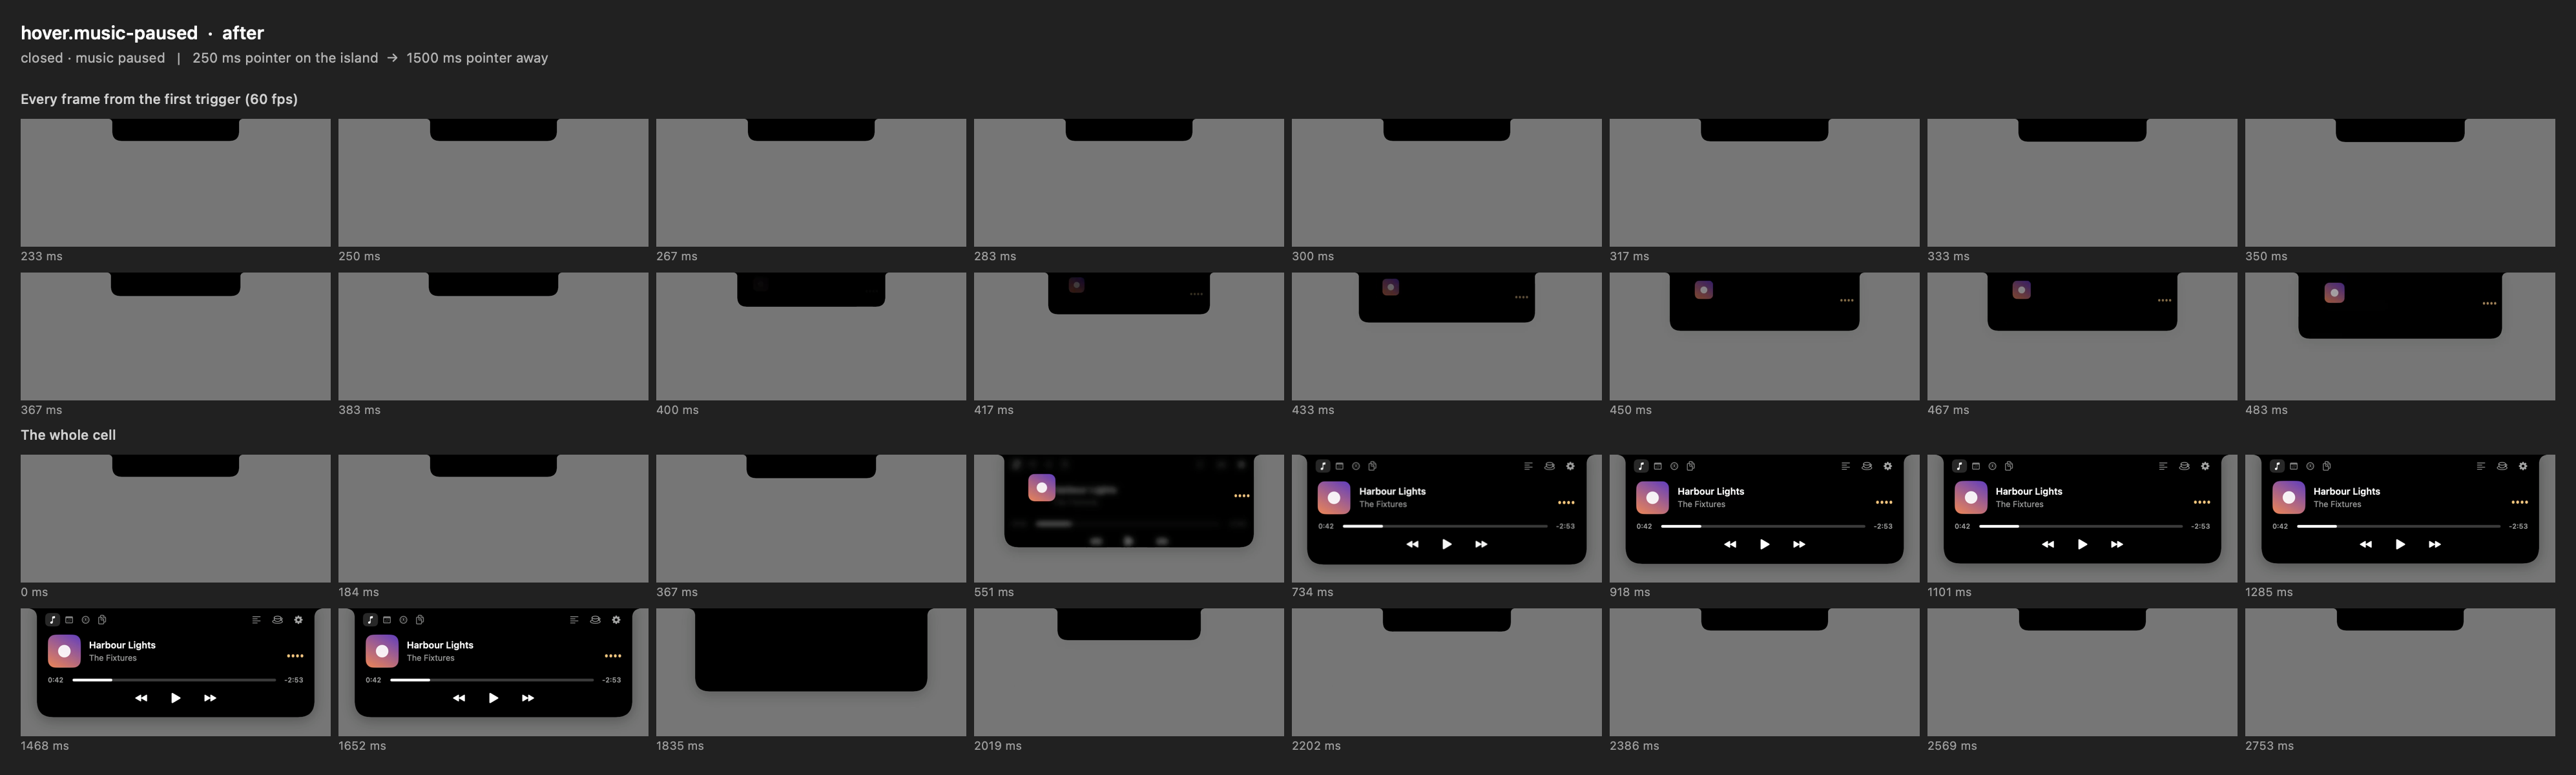 hover.music-paused · after
closed · music paused | 250 ms pointer on the island → 1500 ms pointer away
Every frame from the first trigger (60 fps)
233 ms 250 ms 267 ms 283 ms 300 ms 317 ms 333 ms 350 ms
367 ms 383 ms 400 ms 417 ms 433 ms 450 ms 467 ms 483 ms
The whole cell
Harbour Lights Harbour Lights Harbour Lights Harbour Lights Harbour Lights
The Fixtures The Fixtures The Fixtures The Fixtures
0:42 -2:53 0:42 -2:53 0:42 -2:53 0:42 -2:53
0 ms 184 ms 367 ms 551 ms 734 ms 918 ms 1101 ms 1285 ms
Harbour Lights Harbour Lights
The Fixtures The Fixtures
0:42 -2:53 0:42 -2:53
1468 ms 1652 ms 1835 ms 2019 ms 2202 ms 2386 ms 2569 ms 2753 ms